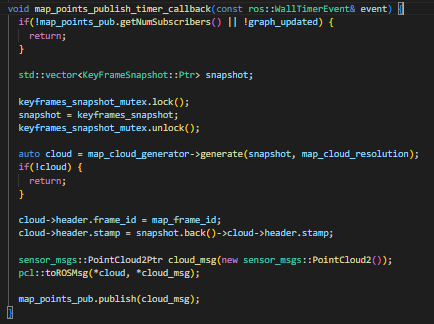 void map_points_publish_timer_callback(const ros::WallTimerEvent& event) {
  if(!map_points_pub.getNumSubscribers() || !graph_updated) {
    return;
  }

  std::vector<KeyFrameSnapshot::Ptr> snapshot;

  keyframes_snapshot_mutex.lock();
  snapshot = keyframes_snapshot;
  keyframes_snapshot_mutex.unlock();

  auto cloud = map_cloud_generator->generate(snapshot, map_cloud_resolution);
  if(!cloud) {
    return;
  }

  cloud->header.frame_id = map_frame_id;
  cloud->header.stamp = snapshot.back()->cloud->header.stamp;

  sensor_msgs::PointCloud2Ptr cloud_msg(new sensor_msgs::PointCloud2());
  pcl::toROSMsg(*cloud, *cloud_msg);

  map_points_pub.publish(cloud_msg);
}